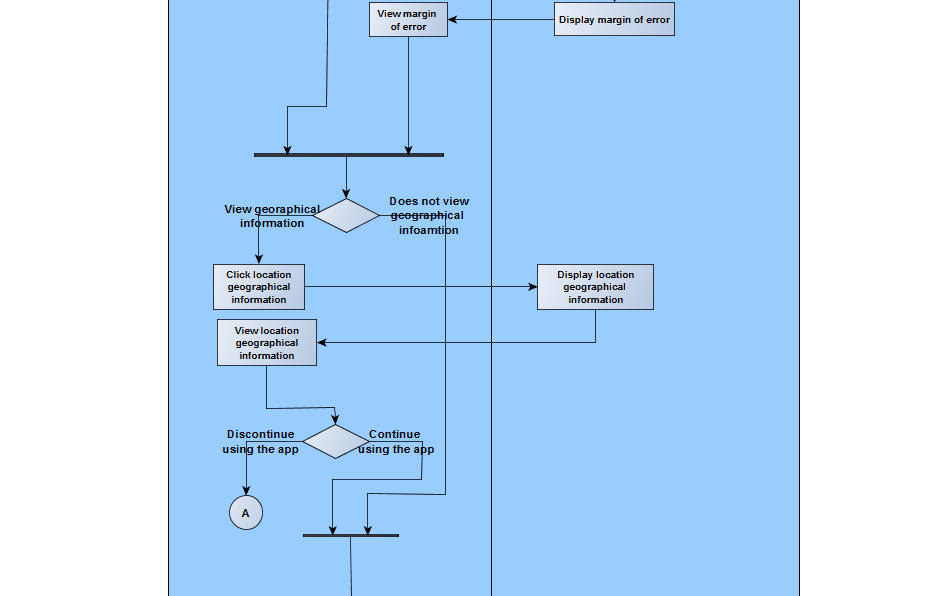 View margin
of error
Display margin of error
View georaphical
information
Does not view
geographical
infoamtion
Click location
geographical
information
Display location
geographical
information
View location
geographical
information
Discontinue
using the app
Continue
using the app
A